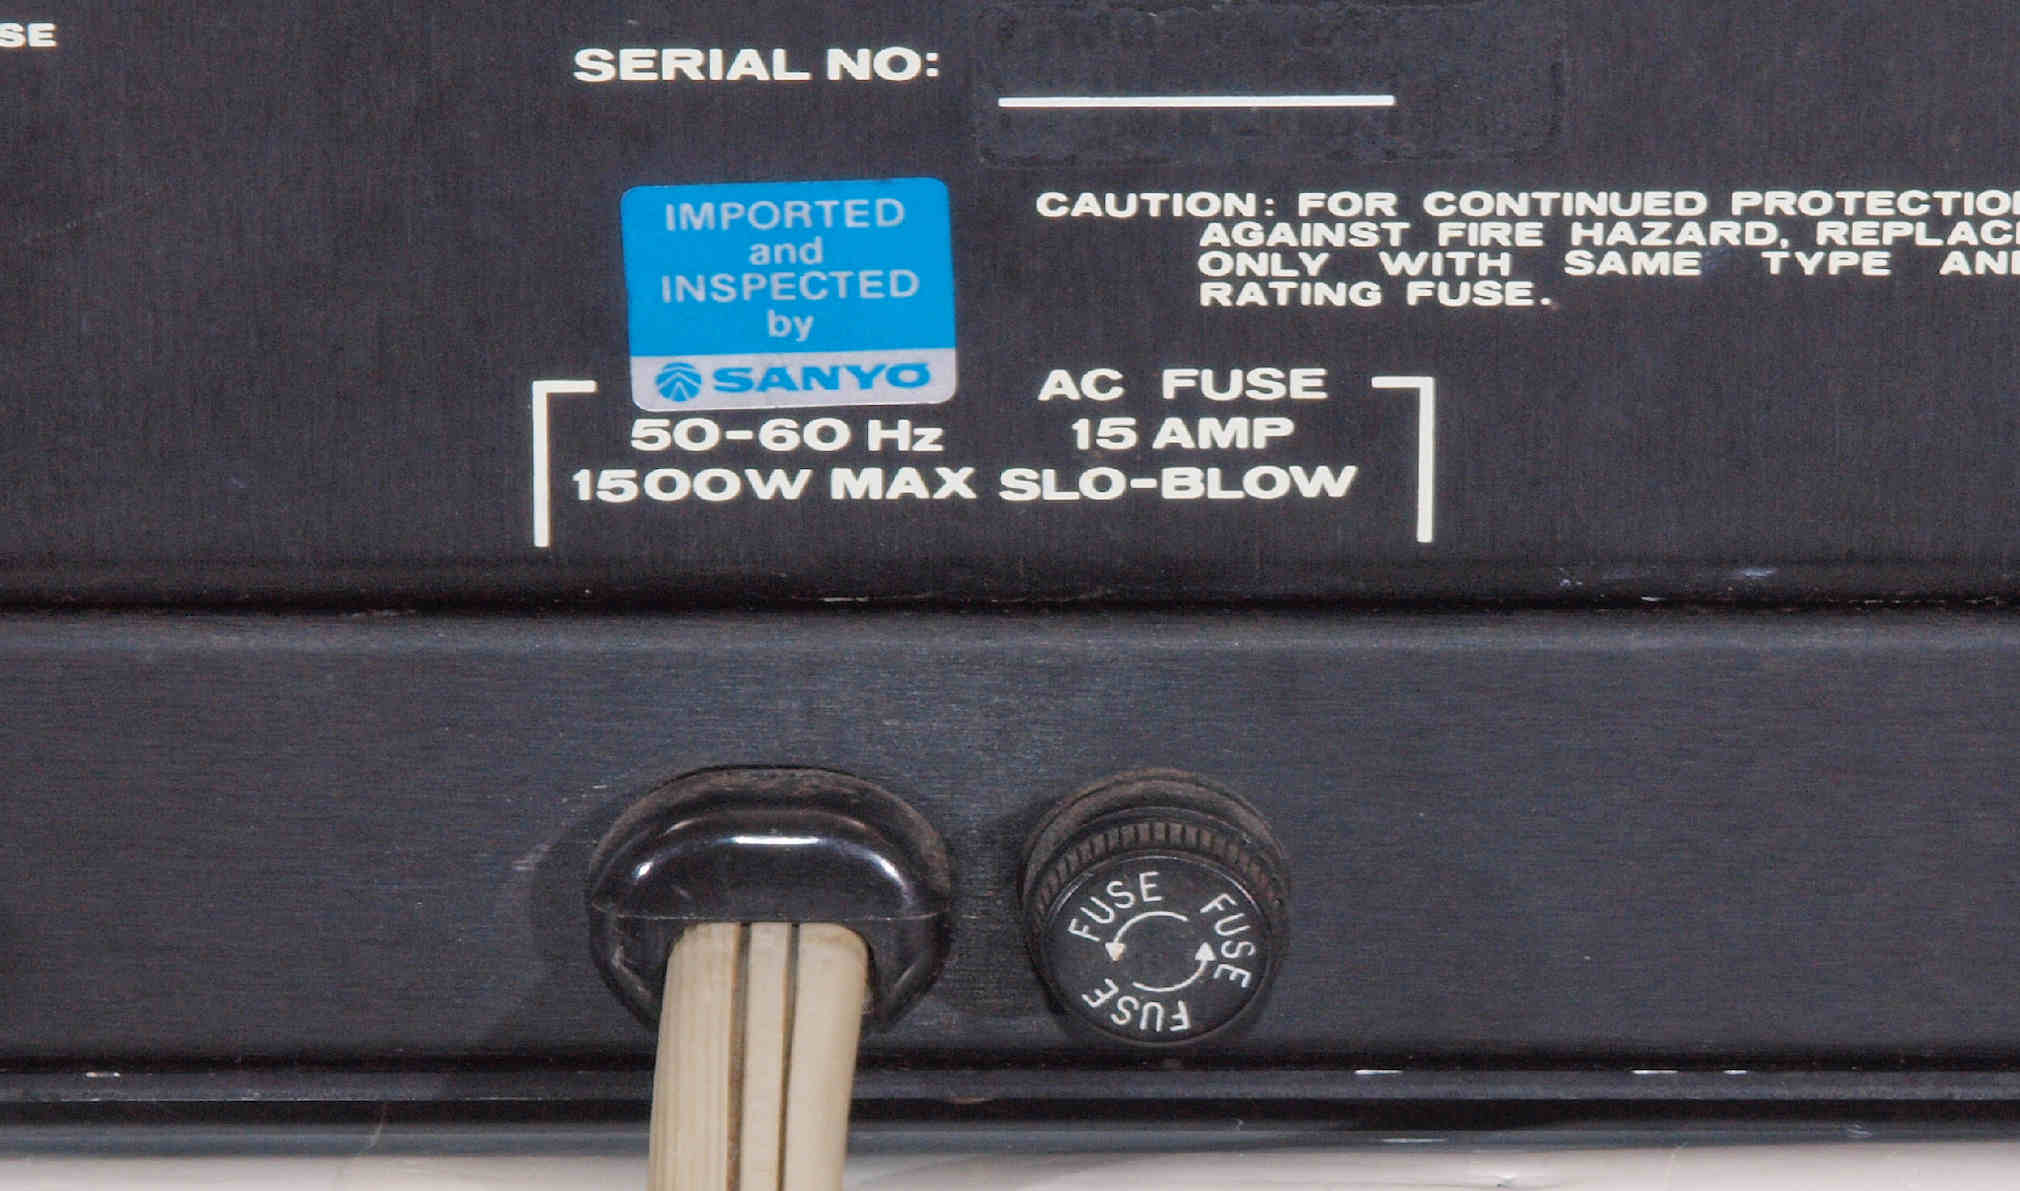 SE
SERIAL NO:
IMPORTED
and
INSPECTED
by
SANYO
CAUTION: FOR CONTINUED PROTECTIO
AGAINST FIRE HAZARD, REPLAC
ONLY WITH SAME TYPE AN
RATING FUSE.
50-60 Hz
1500W MAX
AC FUSE
15 AMP
SLO-BLOW
FUSE
FUSE
FUSE